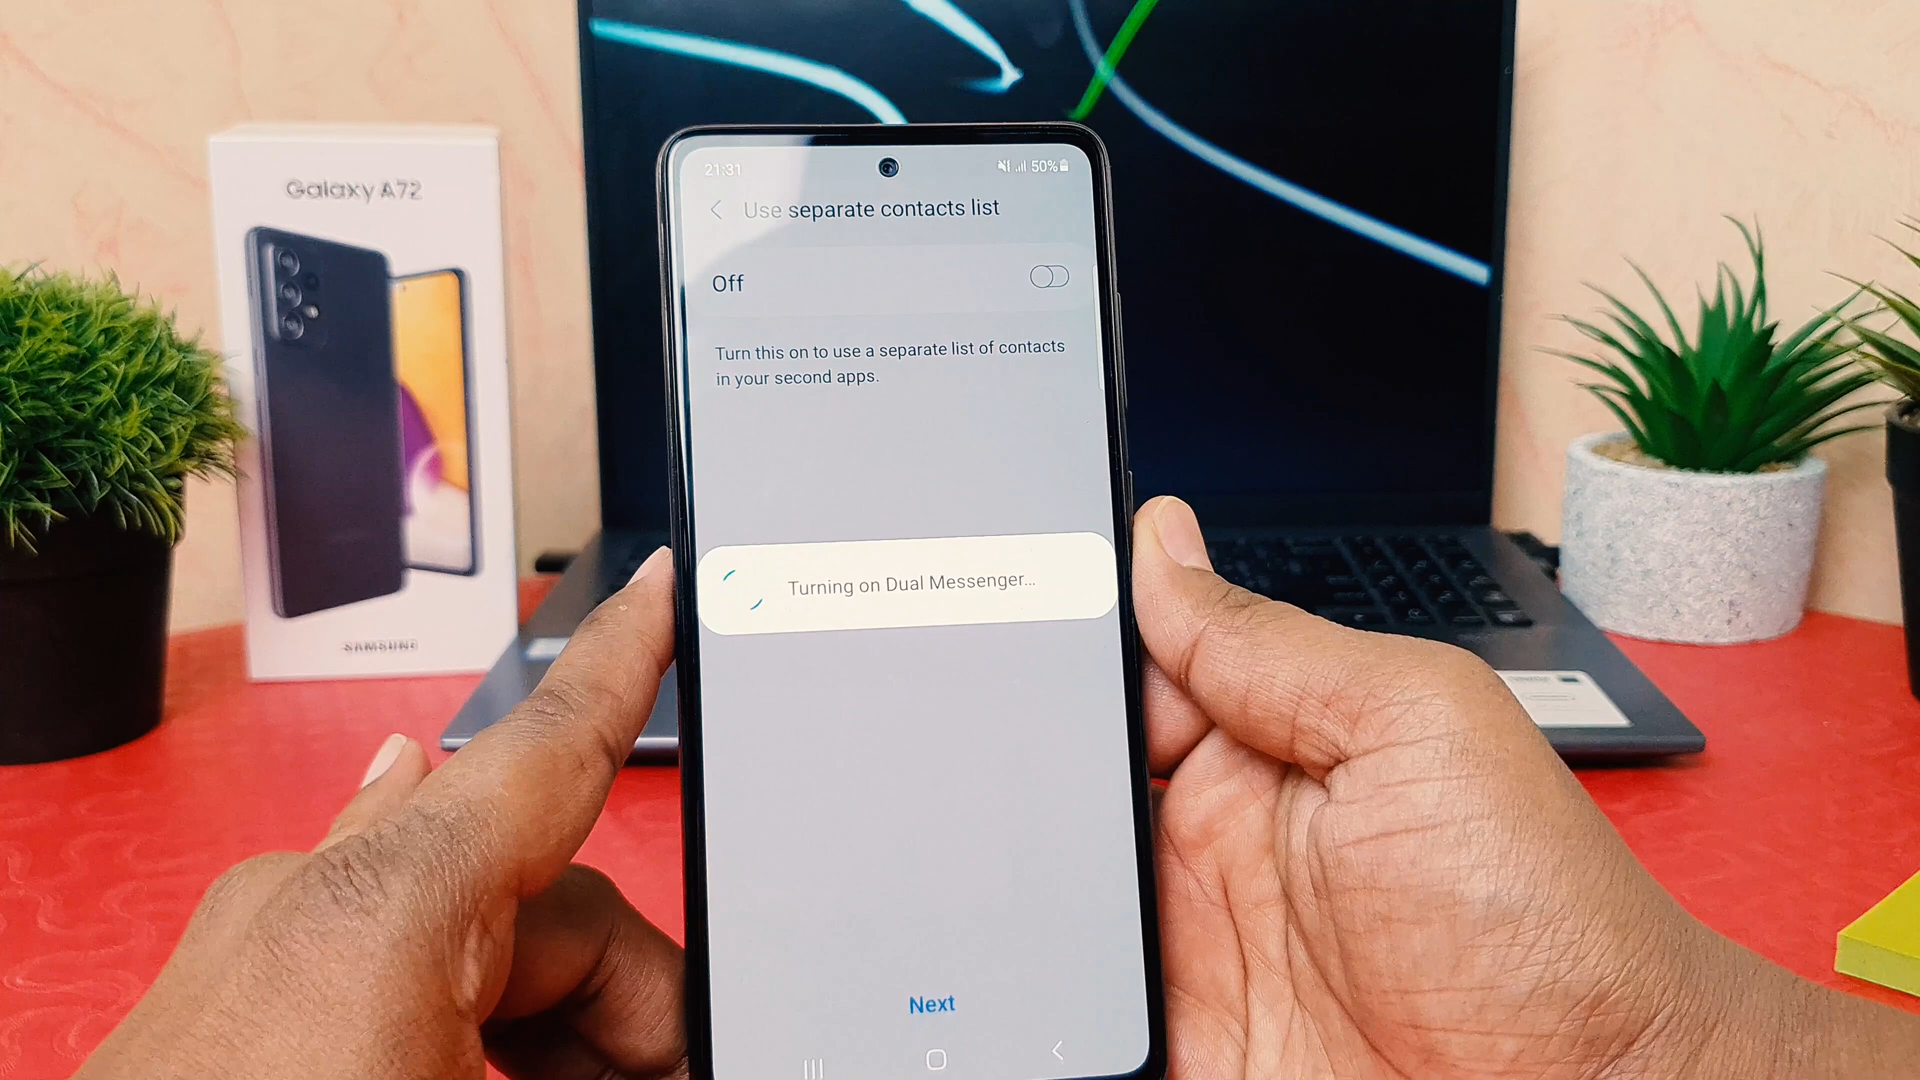 Galaxy A72
SAMSUNG
21:31
50%
Use separate contacts list
Off
Turn this on to use a separate list of contacts
in your second apps.
Turning on Dual Messenger...
Next